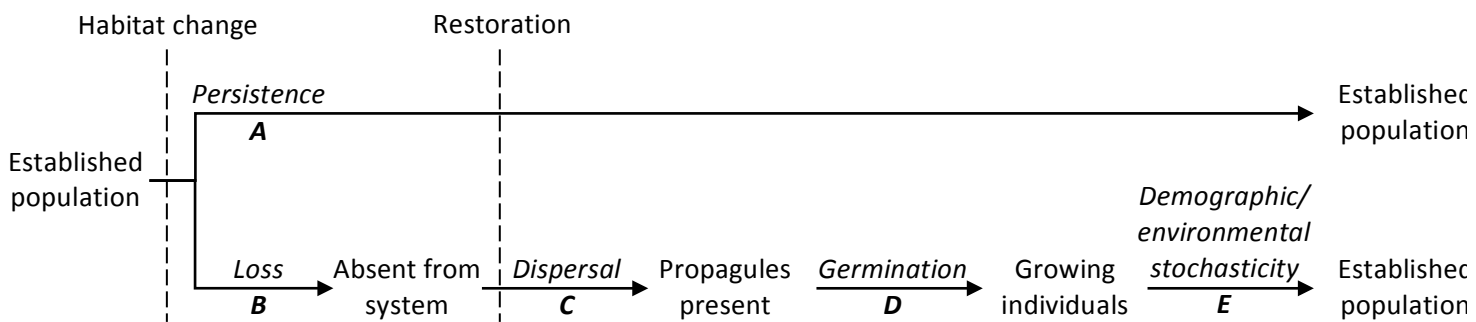 Habitat change
Restoration
Persistence
A
Established
population
Established
population
Loss
B
Absent from
system
Dispersal
C
Propagules
present
Germination
D
Growing
individuals
Demographic/
environmental
stochasticity
E
Established
population